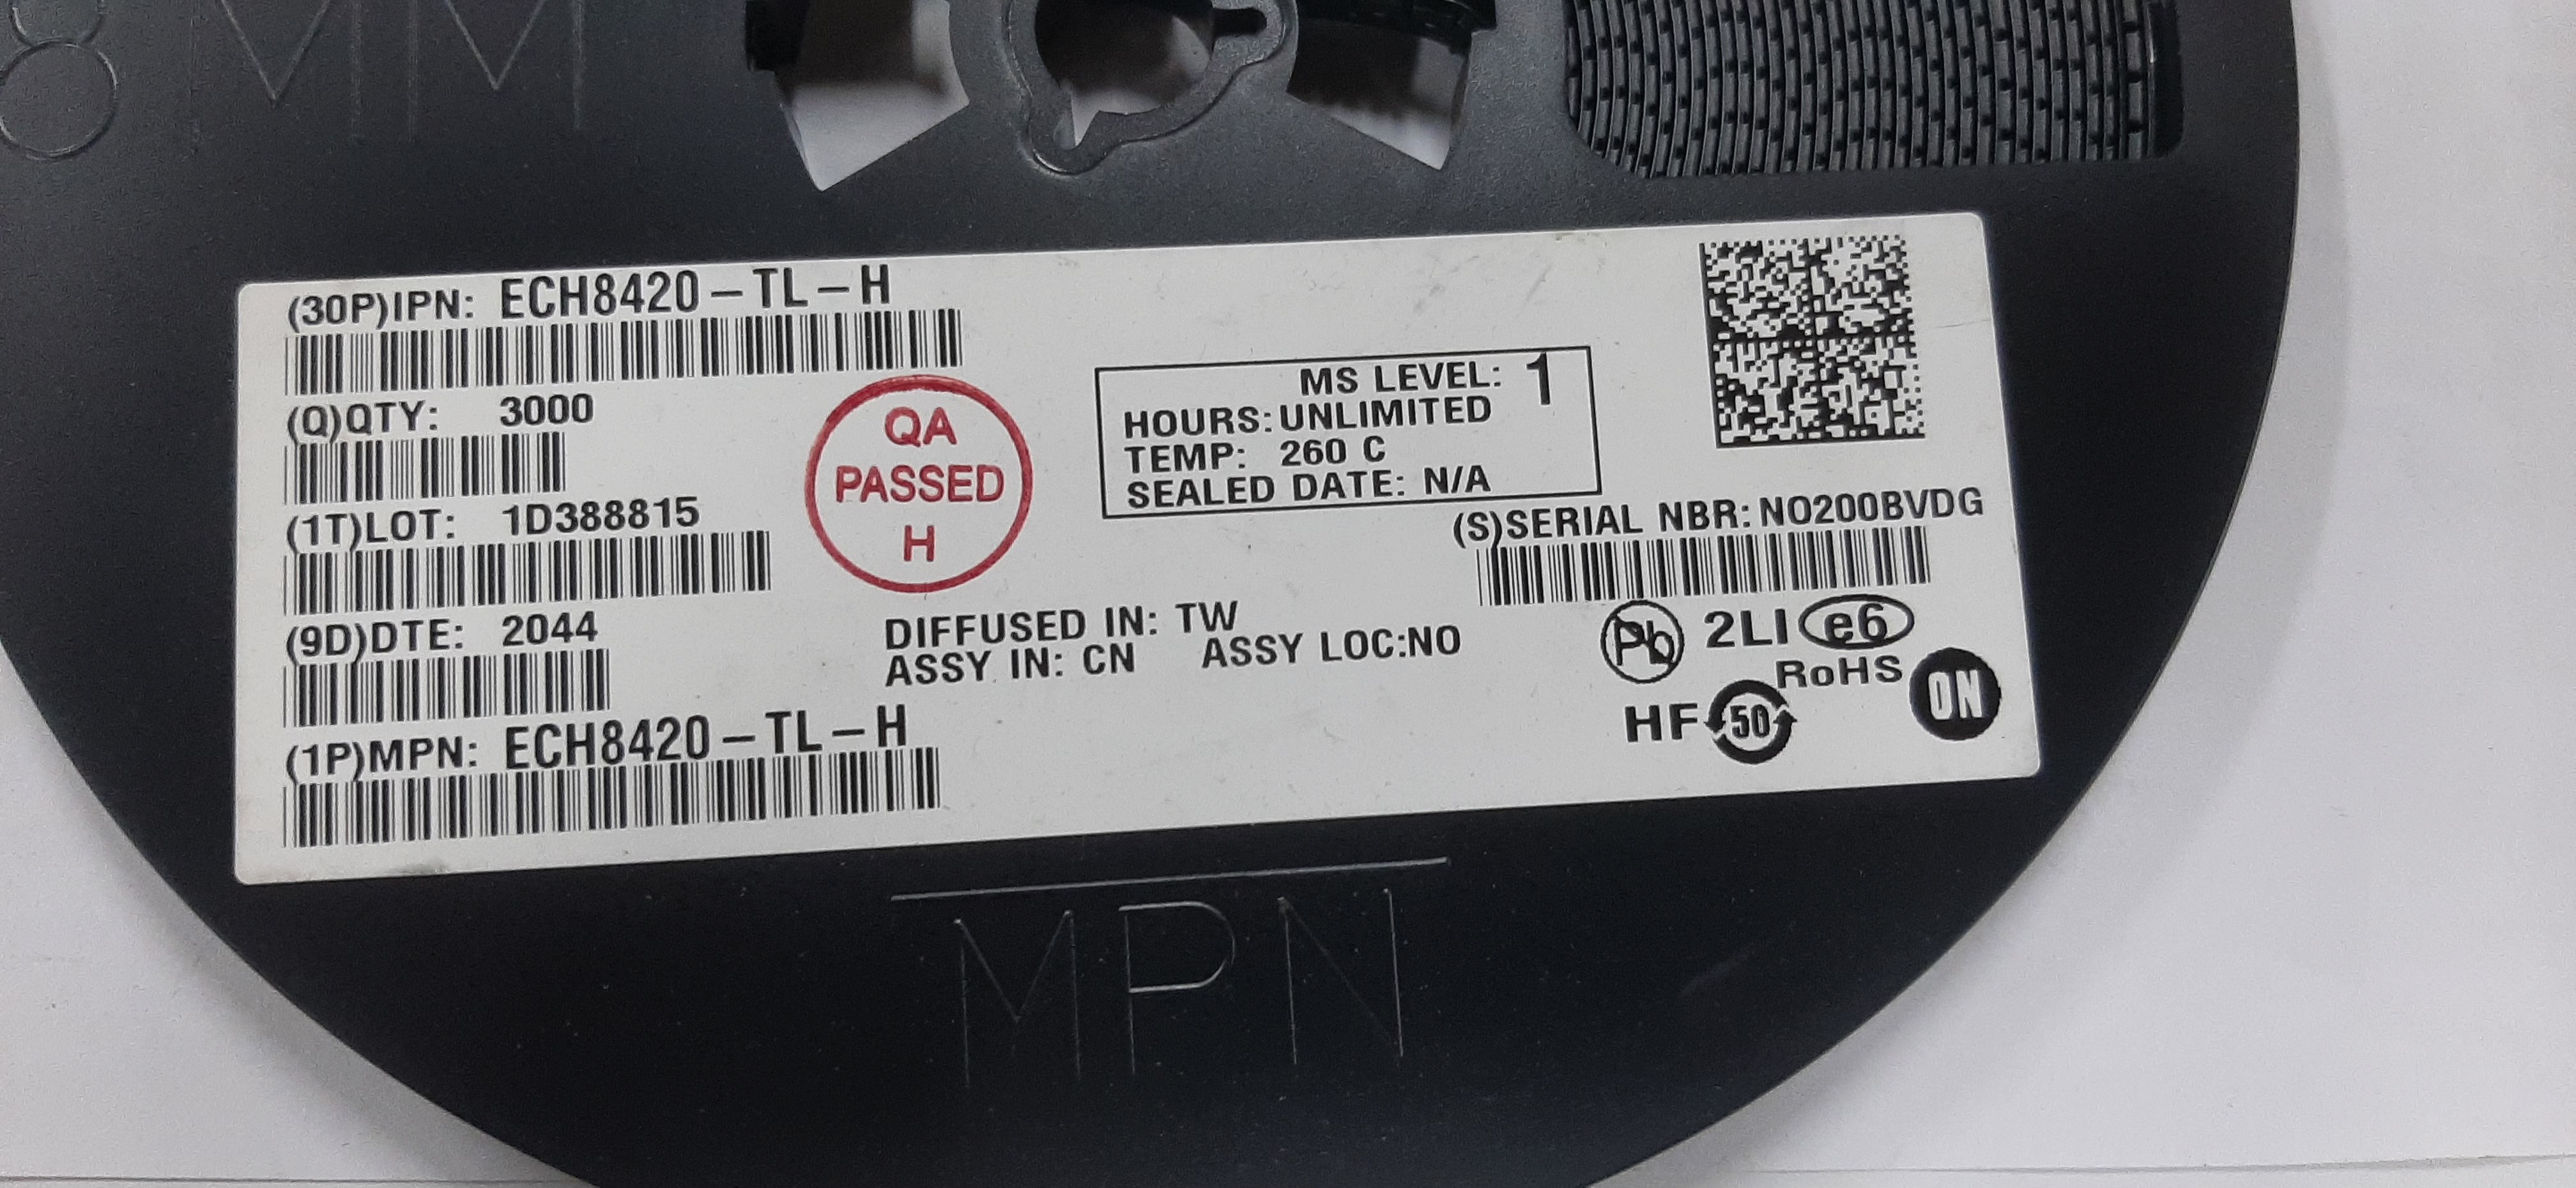 8MM
(30P)IPN: ECH8420-TL-H
(Q)QTY: 3000
(1T)LOT: 1D388815
(9D)DTE: 2044
(1P)MPN: ECH8420-TL-H
QA
PASSED
H
MS LEVEL: 1
HOURS: UNLIMITED
TEMP: 260 C
SEALED DATE: N/A
(S)SERIAL NBR: NO200BVDG
DIFFUSED IN: TW
ASSY IN: CN ASSY LOC:NO
Pb 2LI e6
RoHS
HF 50
ON
MPN